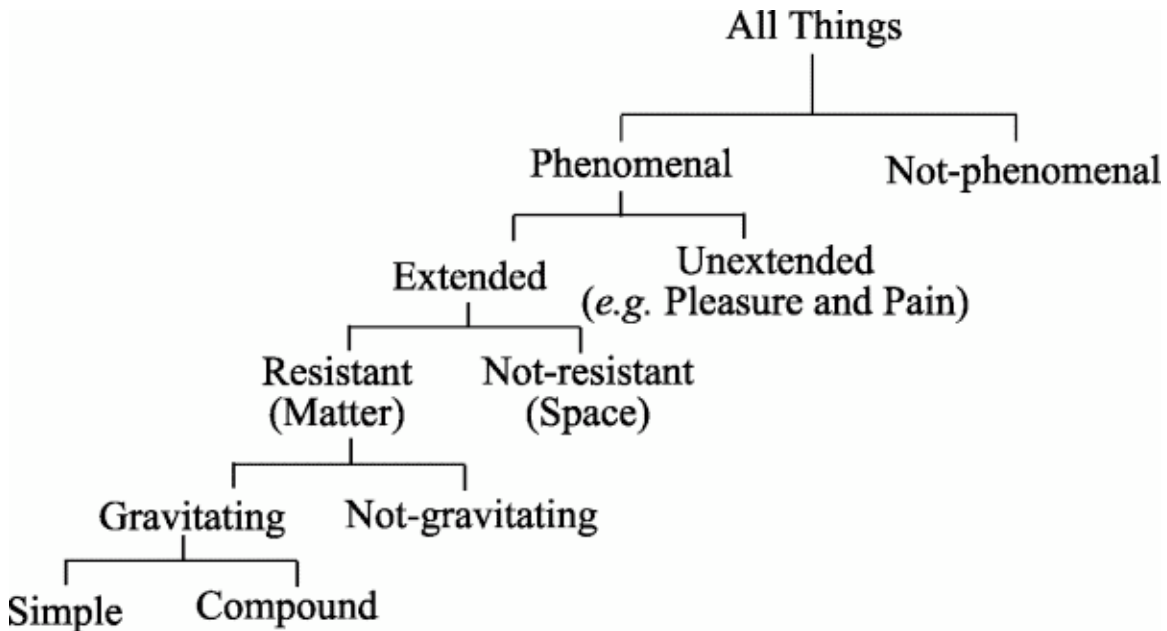 All Things
Phenomenal
Not-phenomenal
Extended
Unextended
(e.g. Pleasure and Pain)
Resistant
(Matter)
Not-resistant
(Space)
Gravitating
Not-gravitating
Simple
Compound